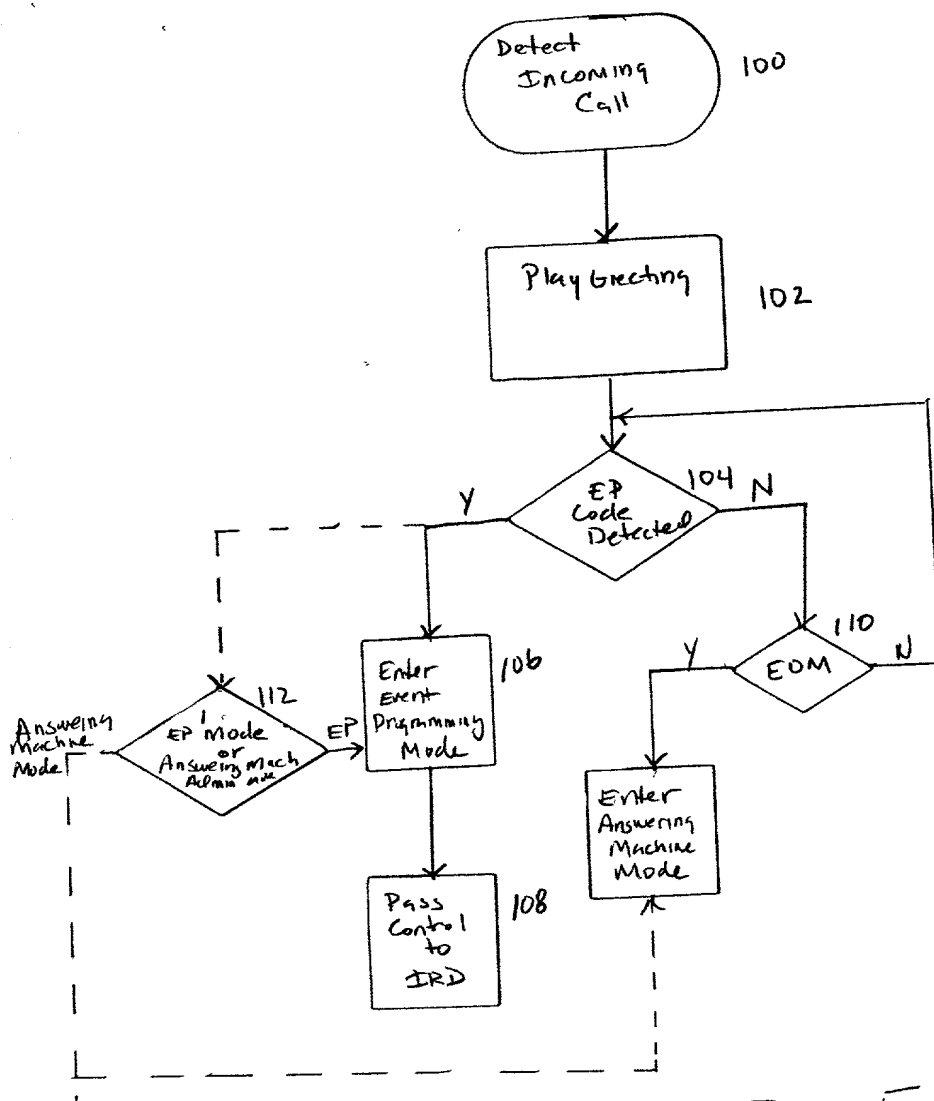 Detect
Incoming
Call
100
Play Greeting
102
104
EP
Code
Detected
Y
N
110
EOM
Y
N
106
Enter
Event
Programming
Mode
112
EP Mode
or
Answering Mach
Admin
EP
Answering
Machine
Mode
Enter
Answering
Machine
Mode
108
Pass
Control
to
IRD